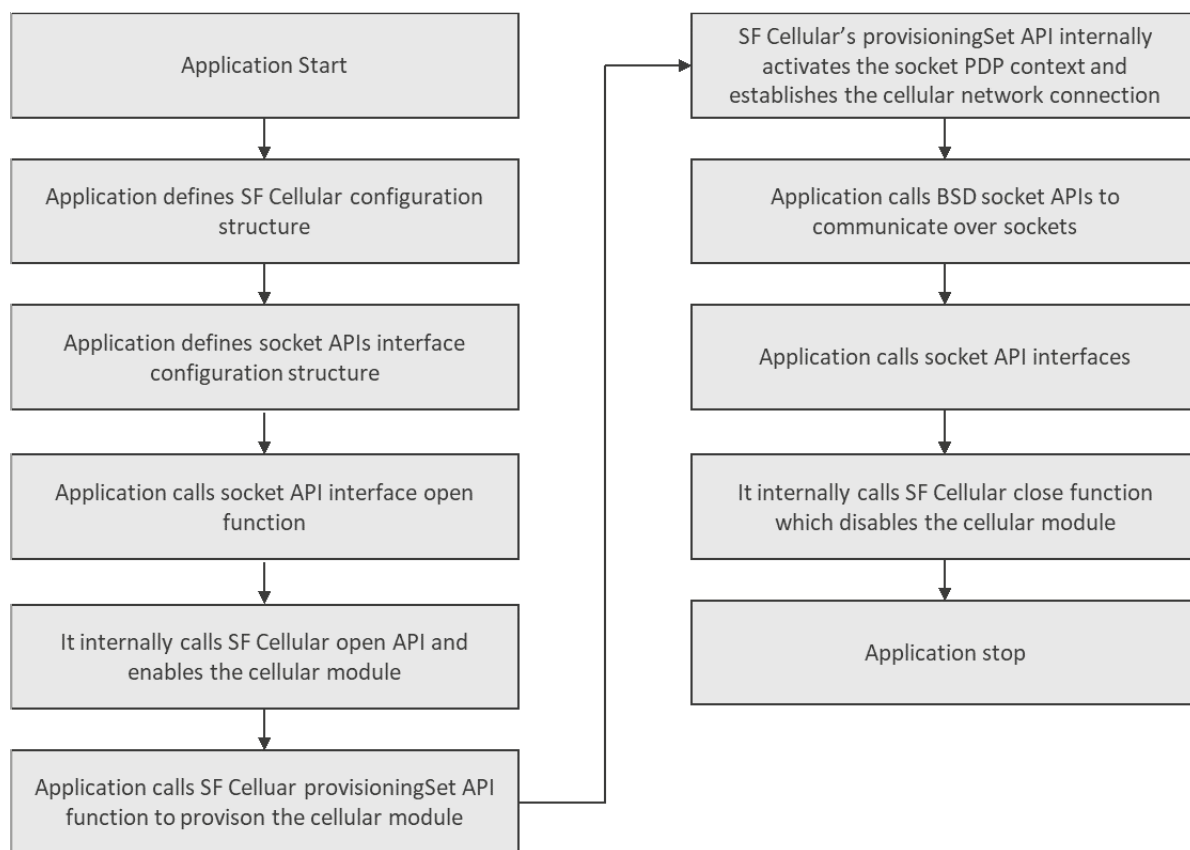 Application Start
Application defines SF Cellular configuration
structure
Application defines socket APIs interface
configuration structure
Application calls socket API interface open
function
It internally calls SF Cellular open API and
enables the cellular module
Application calls SF Celluar provisioningSet API
function to provison the cellular module
SF Cellular’s provisioningSet API internally
activates the socket PDP context and
establishes the cellular network connection
Application calls BSD socket APIs to
communicate over sockets
Application calls socket API interfaces
It internally calls SF Cellular close function
which disables the cellular module
Application stop